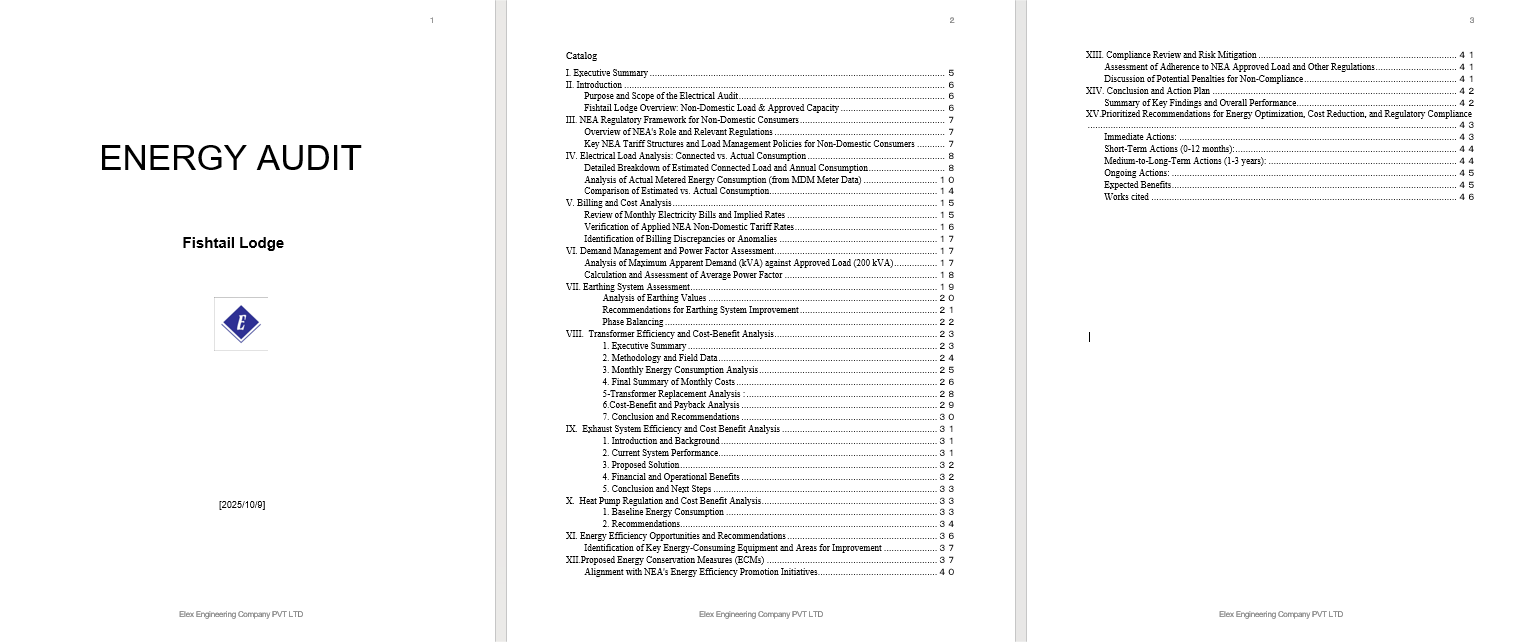 1
ENERGY AUDIT
Fishtail Lodge
E
[2025/10/9]
Elex Engineering Company PVT LTD
2
Catalog
I. Executive Summary ........ 5
II. Introduction ........ 6
Purpose and Scope of the Electrical Audit ........ 6
Fishtail Lodge Overview: Non-Domestic Load & Approved Capacity ........ 6
III. NEA Regulatory Framework for Non-Domestic Consumers ........ 7
Overview of NEA's Role and Relevant Regulations ........ 7
Key NEA Tariff Structures and Load Management Policies for Non-Domestic Consumers ........ 7
IV. Electrical Load Analysis: Connected vs. Actual Consumption ........ 8
Detailed Breakdown of Estimated Connected Load and Annual Consumption ........ 8
Analysis of Actual Metered Energy Consumption (from MDM Meter Data) ........ 10
Comparison of Estimated vs. Actual Consumption ........ 14
V. Billing and Cost Analysis ........ 15
Review of Monthly Electricity Bills and Implied Rates ........ 15
Verification of Applied NEA Non-Domestic Tariff Rates ........ 16
Identification of Billing Discrepancies or Anomalies ........ 17
VI. Demand Management and Power Factor Assessment ........ 17
Analysis of Maximum Apparent Demand (kVA) against Approved Load (200 kVA) ........ 17
Calculation and Assessment of Average Power Factor ........ 18
VII. Earthing System Assessment ........ 19
Analysis of Earthing Values ........ 20
Recommendations for Earthing System Improvement ........ 21
Phase Balancing ........ 22
VIII. Transformer Efficiency and Cost-Benefit Analysis ........ 23
1. Executive Summary ........ 23
2. Methodology and Field Data ........ 24
3. Monthly Energy Consumption Analysis ........ 25
4. Final Summary of Monthly Costs ........ 26
5-Transformer Replacement Analysis : ........ 28
6.Cost-Benefit and Payback Analysis ........ 29
7. Conclusion and Recommendations ........ 30
IX. Exhaust System Efficiency and Cost Benefit Analysis ........ 31
1. Introduction and Background ........ 31
2. Current System Performance ........ 31
3. Proposed Solution ........ 32
4. Financial and Operational Benefits ........ 32
5. Conclusion and Next Steps ........ 33
X. Heat Pump Regulation and Cost Benefit Analysis ........ 33
1. Baseline Energy Consumption ........ 33
2. Recommendations ........ 34
XI. Energy Efficiency Opportunities and Recommendations ........ 36
Identification of Key Energy-Consuming Equipment and Areas for Improvement ........ 37
XII.Proposed Energy Conservation Measures (ECMs) ........ 37
Alignment with NEA's Energy Efficiency Promotion Initiatives ........ 40
Elex Engineering Company PVT LTD
3
XIII. Compliance Review and Risk Mitigation ........ 41
Assessment of Adherence to NEA Approved Load and Other Regulations ........ 41
Discussion of Potential Penalties for Non-Compliance ........ 41
XIV. Conclusion and Action Plan ........ 42
Summary of Key Findings and Overall Performance ........ 42
XV.Prioritized Recommendations for Energy Optimization, Cost Reduction, and Regulatory Compliance
........ 43
Immediate Actions: ........ 43
Short-Term Actions (0-12 months): ........ 44
Medium-to-Long-Term Actions (1-3 years): ........ 44
Ongoing Actions: ........ 45
Expected Benefits ........ 45
Works cited ........ 46
Elex Engineering Company PVT LTD